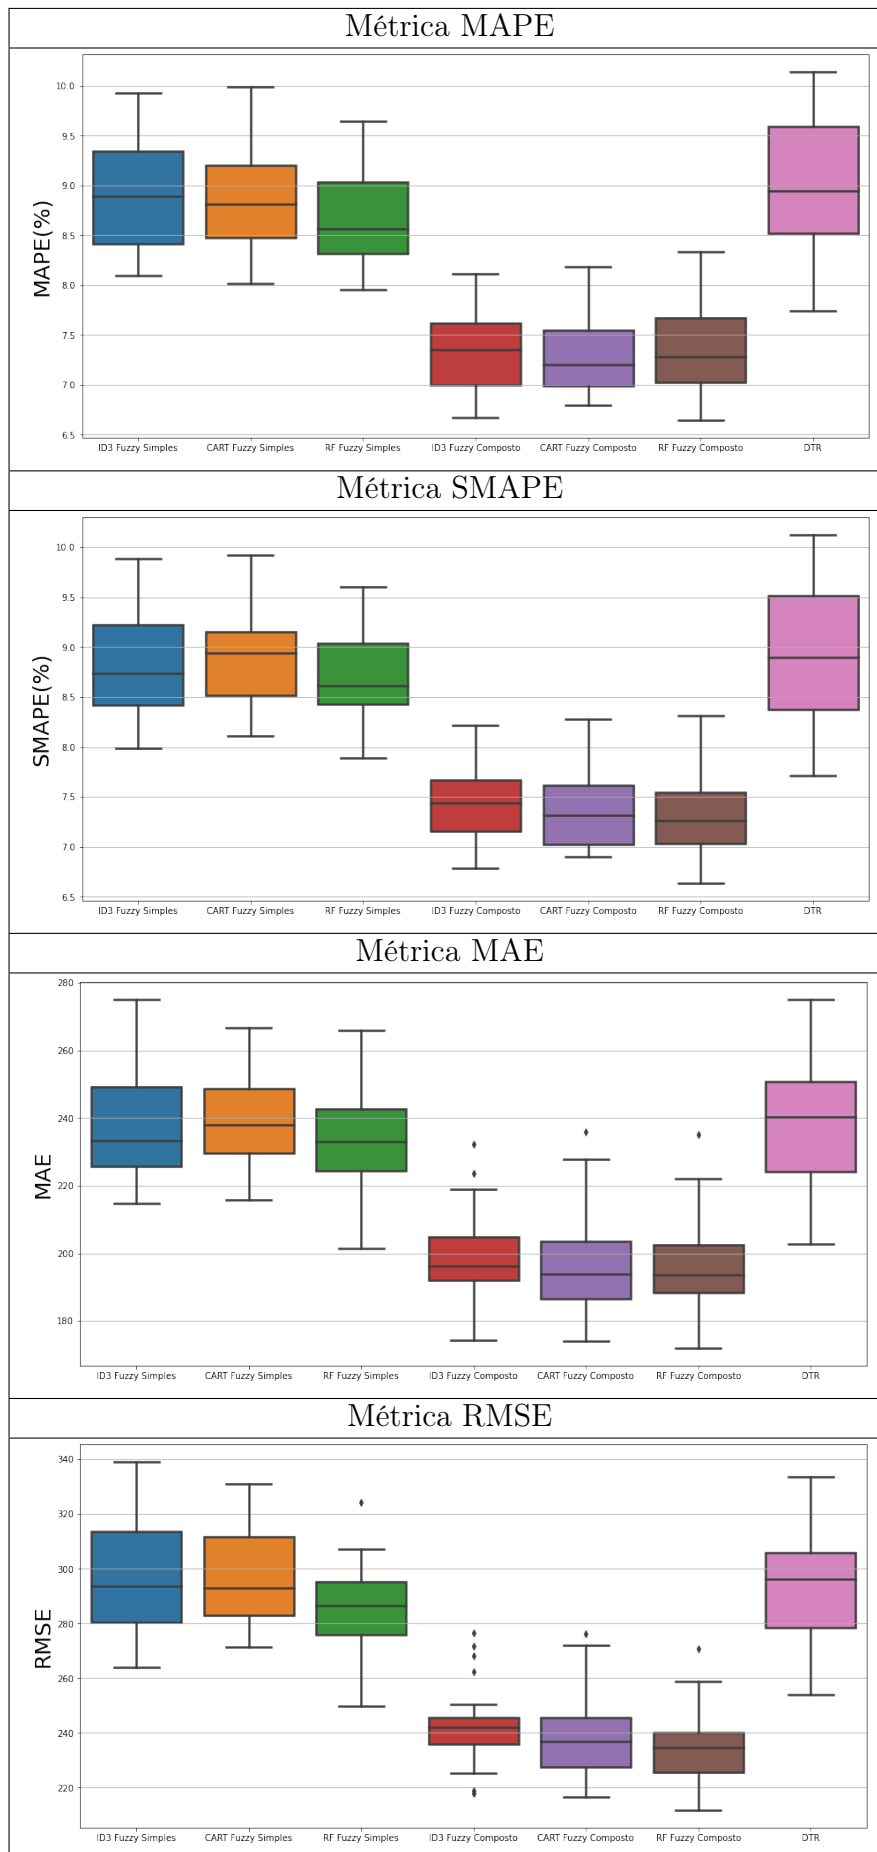 Métrica MAPE
MAPE(%)
10.0
9.5
9.0
8.5
8.0
7.5
7.0
6.5
ID3 Fuzzy Simples CART Fuzzy Simples RF Fuzzy Simples ID3 Fuzzy Composto CART Fuzzy Composto RF Fuzzy Composto DTR
Métrica SMAPE
SMAPE(%)
10.0
9.5
9.0
8.5
8.0
7.5
7.0
6.5
ID3 Fuzzy Simples CART Fuzzy Simples RF Fuzzy Simples ID3 Fuzzy Composto CART Fuzzy Composto RF Fuzzy Composto DTR
Métrica MAE
MAE
280
260
240
220
200
180
ID3 Fuzzy Simples CART Fuzzy Simples RF Fuzzy Simples ID3 Fuzzy Composto CART Fuzzy Composto RF Fuzzy Composto DTR
Métrica RMSE
RMSE
340
320
300
280
260
240
220
ID3 Fuzzy Simples CART Fuzzy Simples RF Fuzzy Simples ID3 Fuzzy Composto CART Fuzzy Composto RF Fuzzy Composto DTR